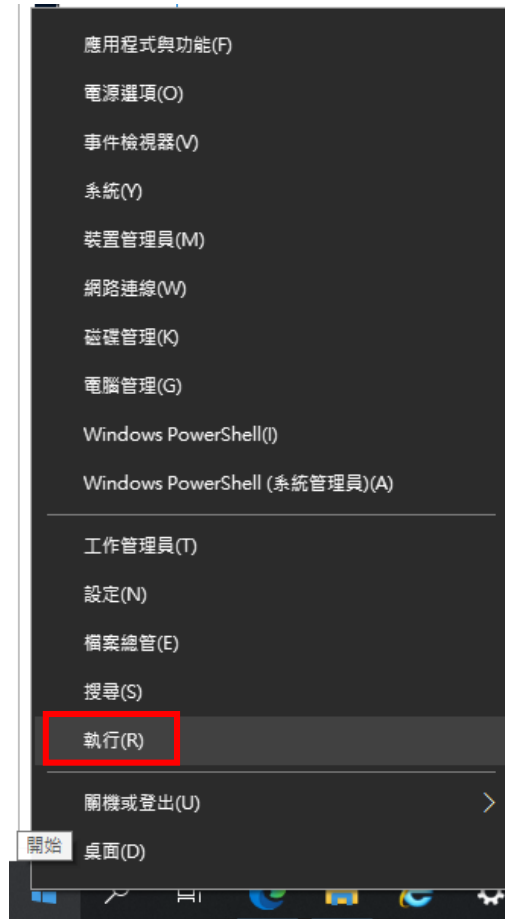 應用程式與功能(F)
電源選項(O)
事件檢視器(V)
系統(Y)
裝置管理員(M)
網路連線(W)
磁碟管理(K)
電腦管理(G)
Windows PowerShell(I)
Windows PowerShell (系統管理員)(A)
工作管理員(T)
設定(N)
檔案總管(E)
搜尋(S)
執行(R)
關機或登出(U)
開始
桌面(D)